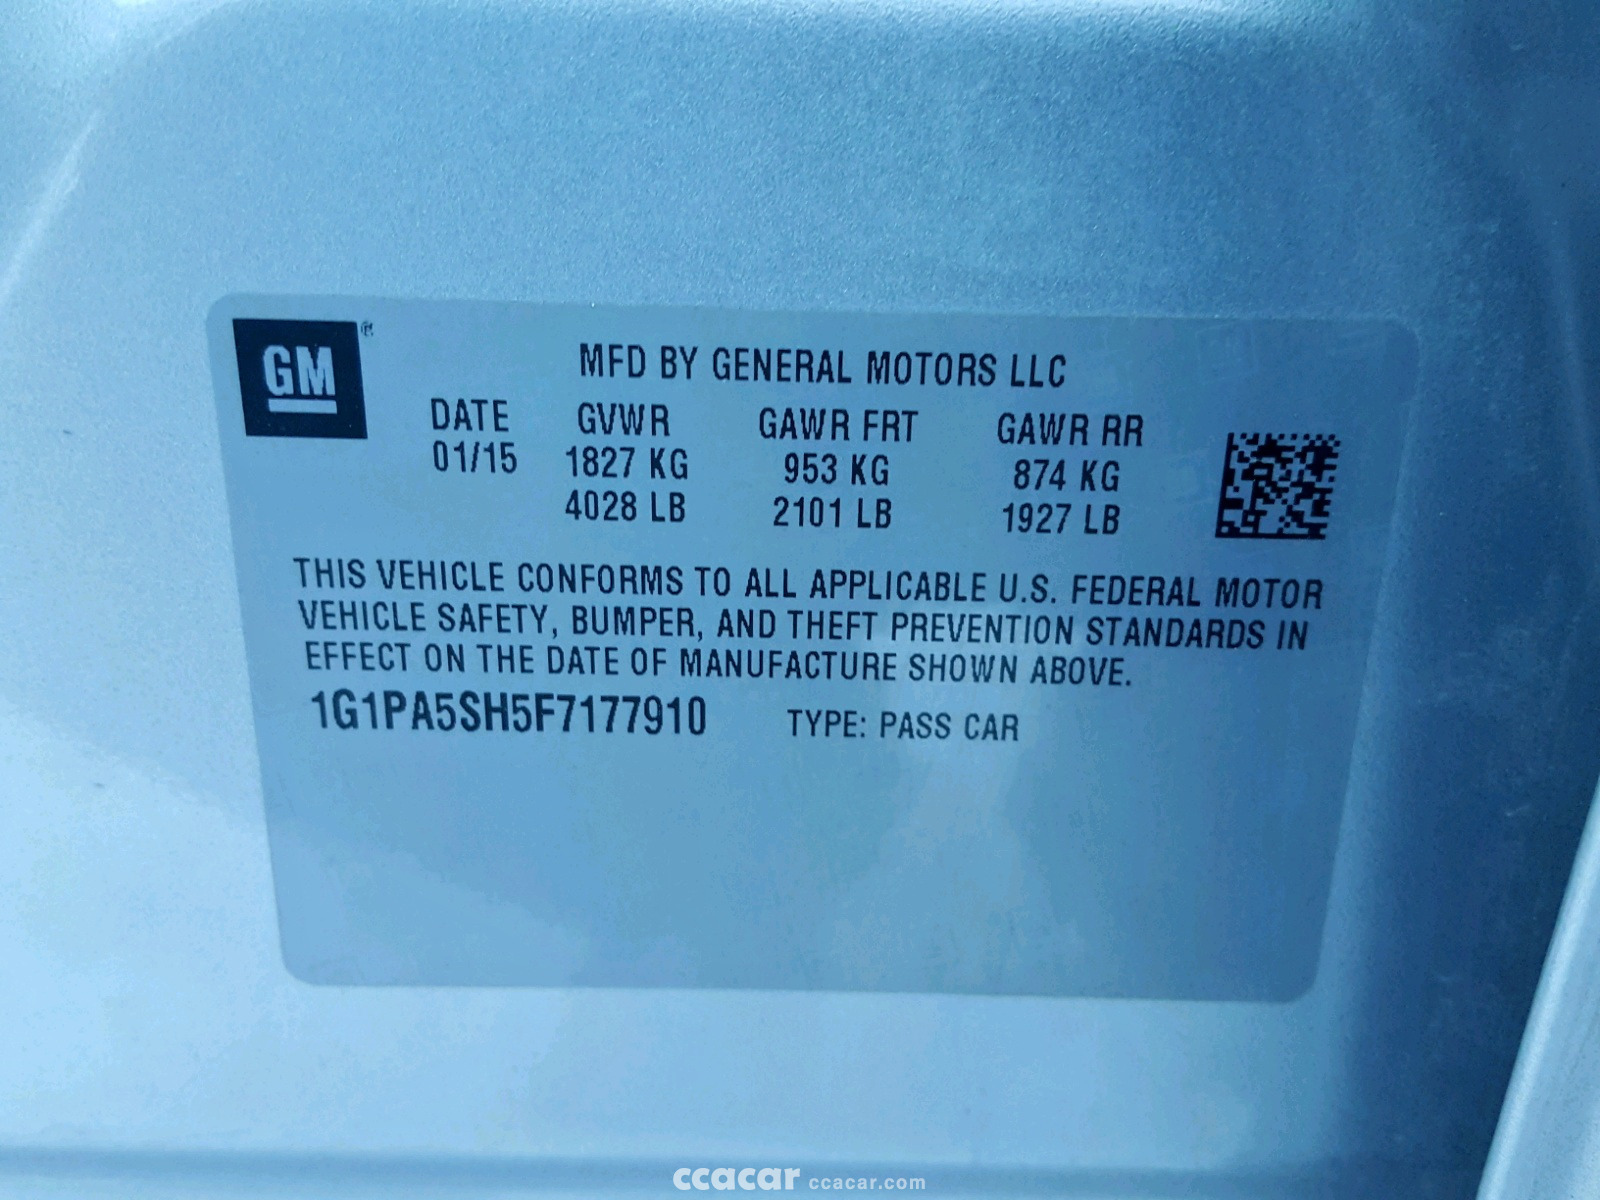 GM
MFD BY GENERAL MOTORS LLC
DATE GVWR GAWR FRT GAWR RR
01/15 1827 KG 953 KG 874 KG
4028 LB 2101 LB 1927 LB
THIS VEHICLE CONFORMS TO ALL APPLICABLE U.S. FEDERAL MOTOR
VEHICLE SAFETY, BUMPER, AND THEFT PREVENTION STANDARDS IN
EFFECT ON THE DATE OF MANUFACTURE SHOWN ABOVE.
1G1PA5SH5F7177910 TYPE: PASS CAR
ccacar ccacar.com